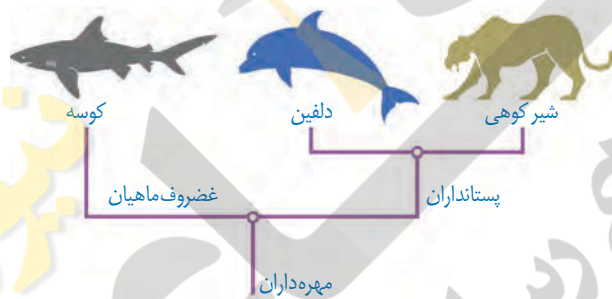 شیر کوهی
دلفین
کوسه
پستانداران
غضروف‌ماهیان
مهره‌داران